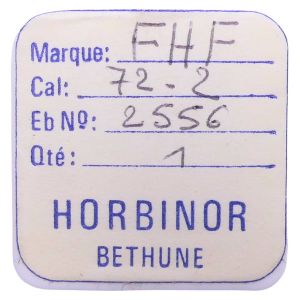 Marque: FHF
Cal: 72-2
Eb Nº: 2556
Qté: 1
HORBINOR
BETHUNE